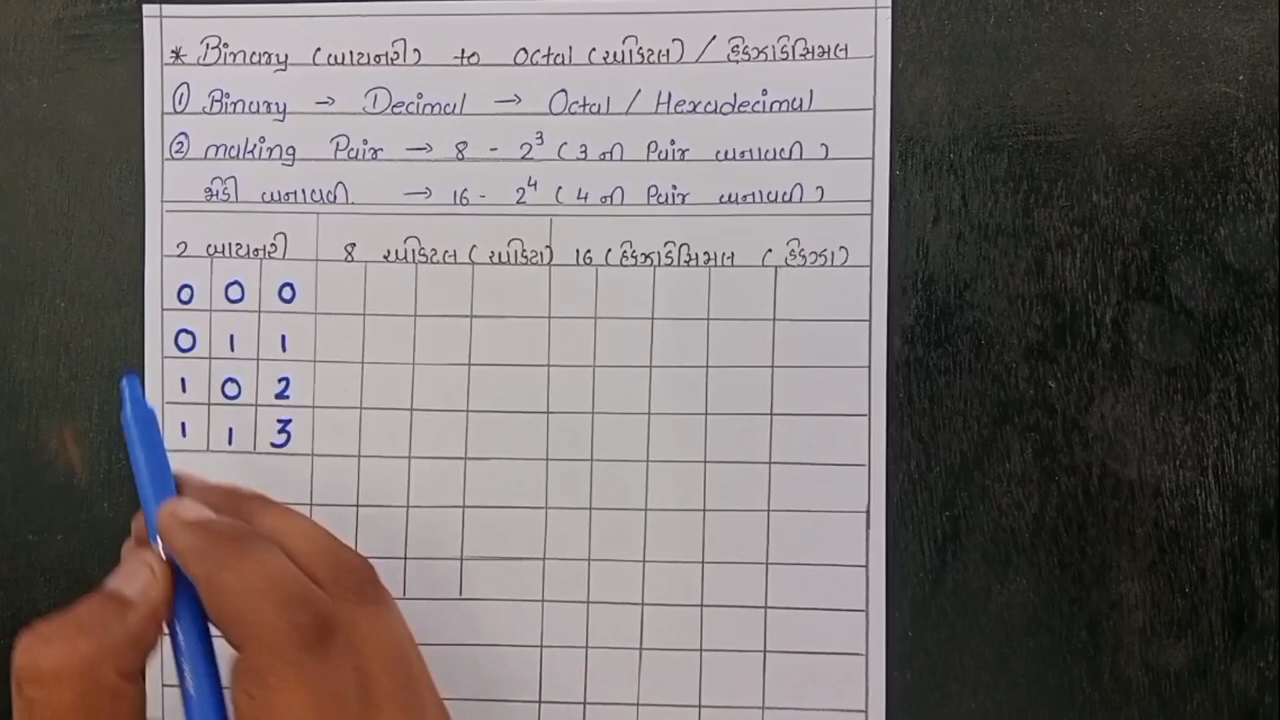 * Binary (બાયનરી) to Octal (ઓક્ટિલ) / હેક્ઝાડેસિમલ
① Binary → Decimal → Octal / Hexadecimal
② making Pair → 8 - 2³ (3 ની Pair બનાવવી)
જોડી બનાવવી. → 16 - 2⁴ (4 ની Pair બનાવવી)
2 બાયનરી 8 ઓક્ટિલ (ઓક્ટિ) 16 (હેક્ઝાડેસિમલ (હેક્ઝા)
0 0 0
0 1 1
1 0 2
1 1 3